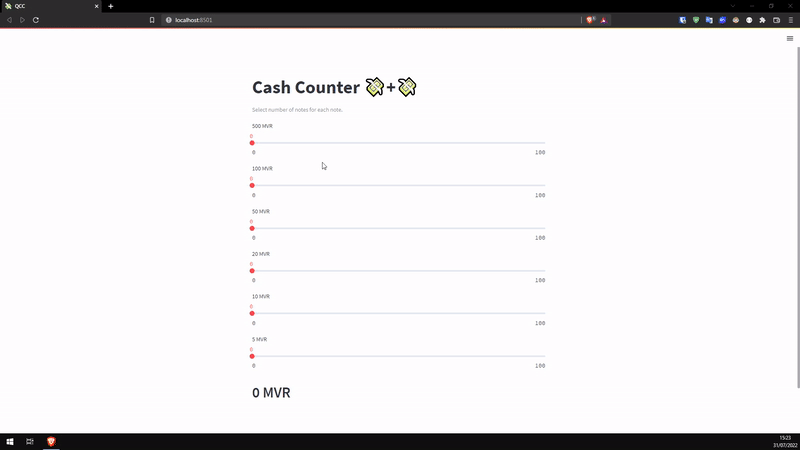 QCC
localhost:8501
Cash Counter 💸+💸
Select number of notes for each note.
500 MVR
0
0 100
100 MVR
0
0 100
50 MVR
0
0 100
20 MVR
0
0 100
10 MVR
0
0 100
5 MVR
0
0 100
0 MVR
15:23
31/07/2022